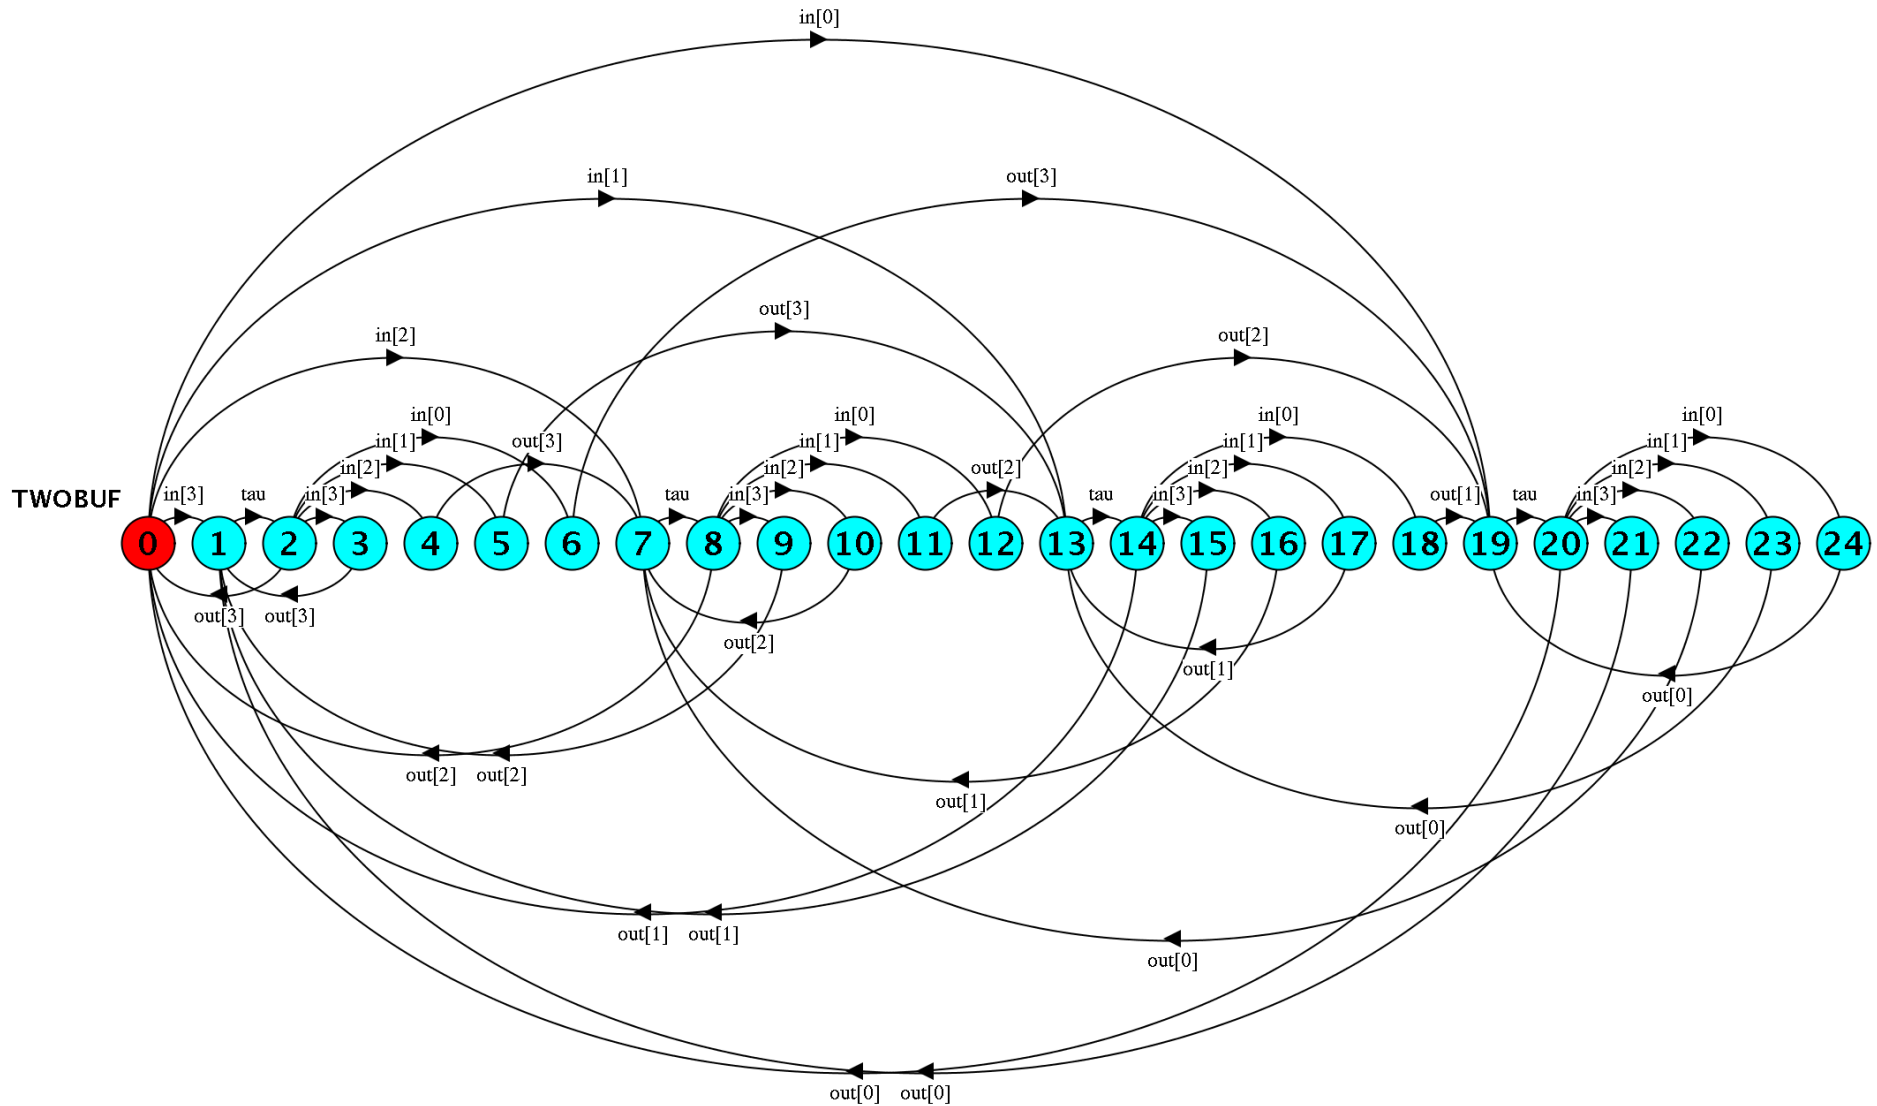 in[0]
in[1]
out[3]
out[3]
in[2]
out[2]
in[0]
in[0]
in[0]
in[0]
in[1]
out[3]
in[1]
in[1]
in[1]
in[2]
in[2]
out[2]
in[2]
in[2]
TWOBUF
in[3]
tau
in[3]
tau
in[3]
tau
in[3]
out[1]
tau
in[3]
0 1 2 3 4 5 6 7 8 9 10 11 12 13 14 15 16 17 18 19 20 21 22 23 24
out[3]
out[3]
out[2]
out[1]
out[0]
out[2]
out[2]
out[1]
out[0]
out[1]
out[1]
out[0]
out[0]
out[0]